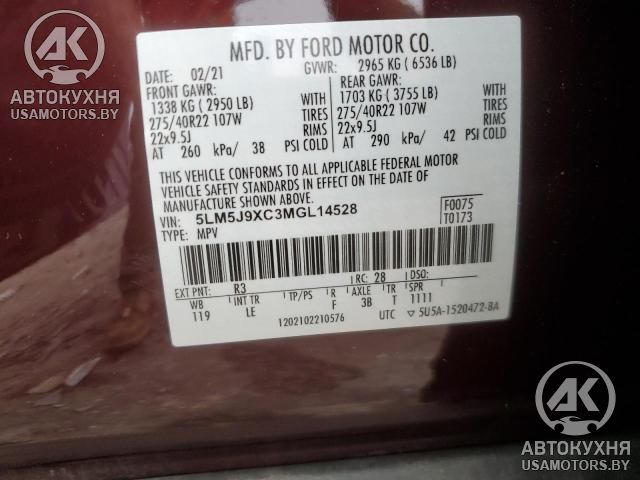 MFD. BY FORD MOTOR CO.
DATE: 02/21 GVWR: 2965 KG ( 6536 LB)
FRONT GAWR: REAR GAWR:
1338 KG ( 2950 LB) WITH 1703 KG ( 3755 LB) WITH
275/40R22 107W TIRES 275/40R22 107W TIRES
22x9.5J RIMS 22x9.5J RIMS
AT 260 kPa/ 38 PSI COLD AT 290 kPa/ 42 PSI COLD
THIS VEHICLE CONFORMS TO ALL APPLICABLE FEDERAL MOTOR
VEHICLE SAFETY STANDARDS IN EFFECT ON THE DATE OF MANUFACTURE
SHOWN ABOVE.
VIN: 5LM5J9XC3MGL14528 F0075
TYPE: MPV T0173
EXT PNT: R3 RC: 28 DSO:
WB INT TR TP/PS R AXLE TR SPR
119 LE F 3B T 1111
1202102210576 UTC ▽ 5U5A-1520472-BA
АК
АВТОКУХНЯ
USAMOTORS.BY
АК
АВТОКУХНЯ
USAMOTORS.BY